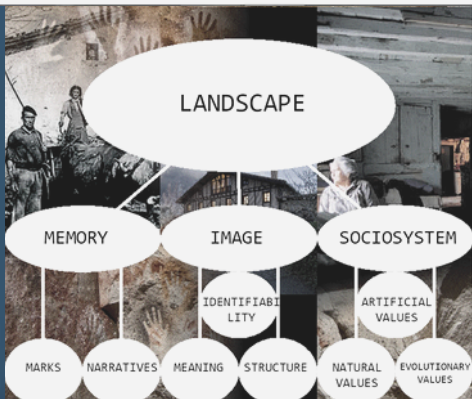 LANDSCAPE
MEMORY
IMAGE
SOCIOSYSTEM
IDENTIFIABI
LITY
ARTIFICIAL
VALUES
MARKS
NARRATIVES
MEANING
STRUCTURE
NATURAL
VALUES
EVOLUTIONARY
VALUES